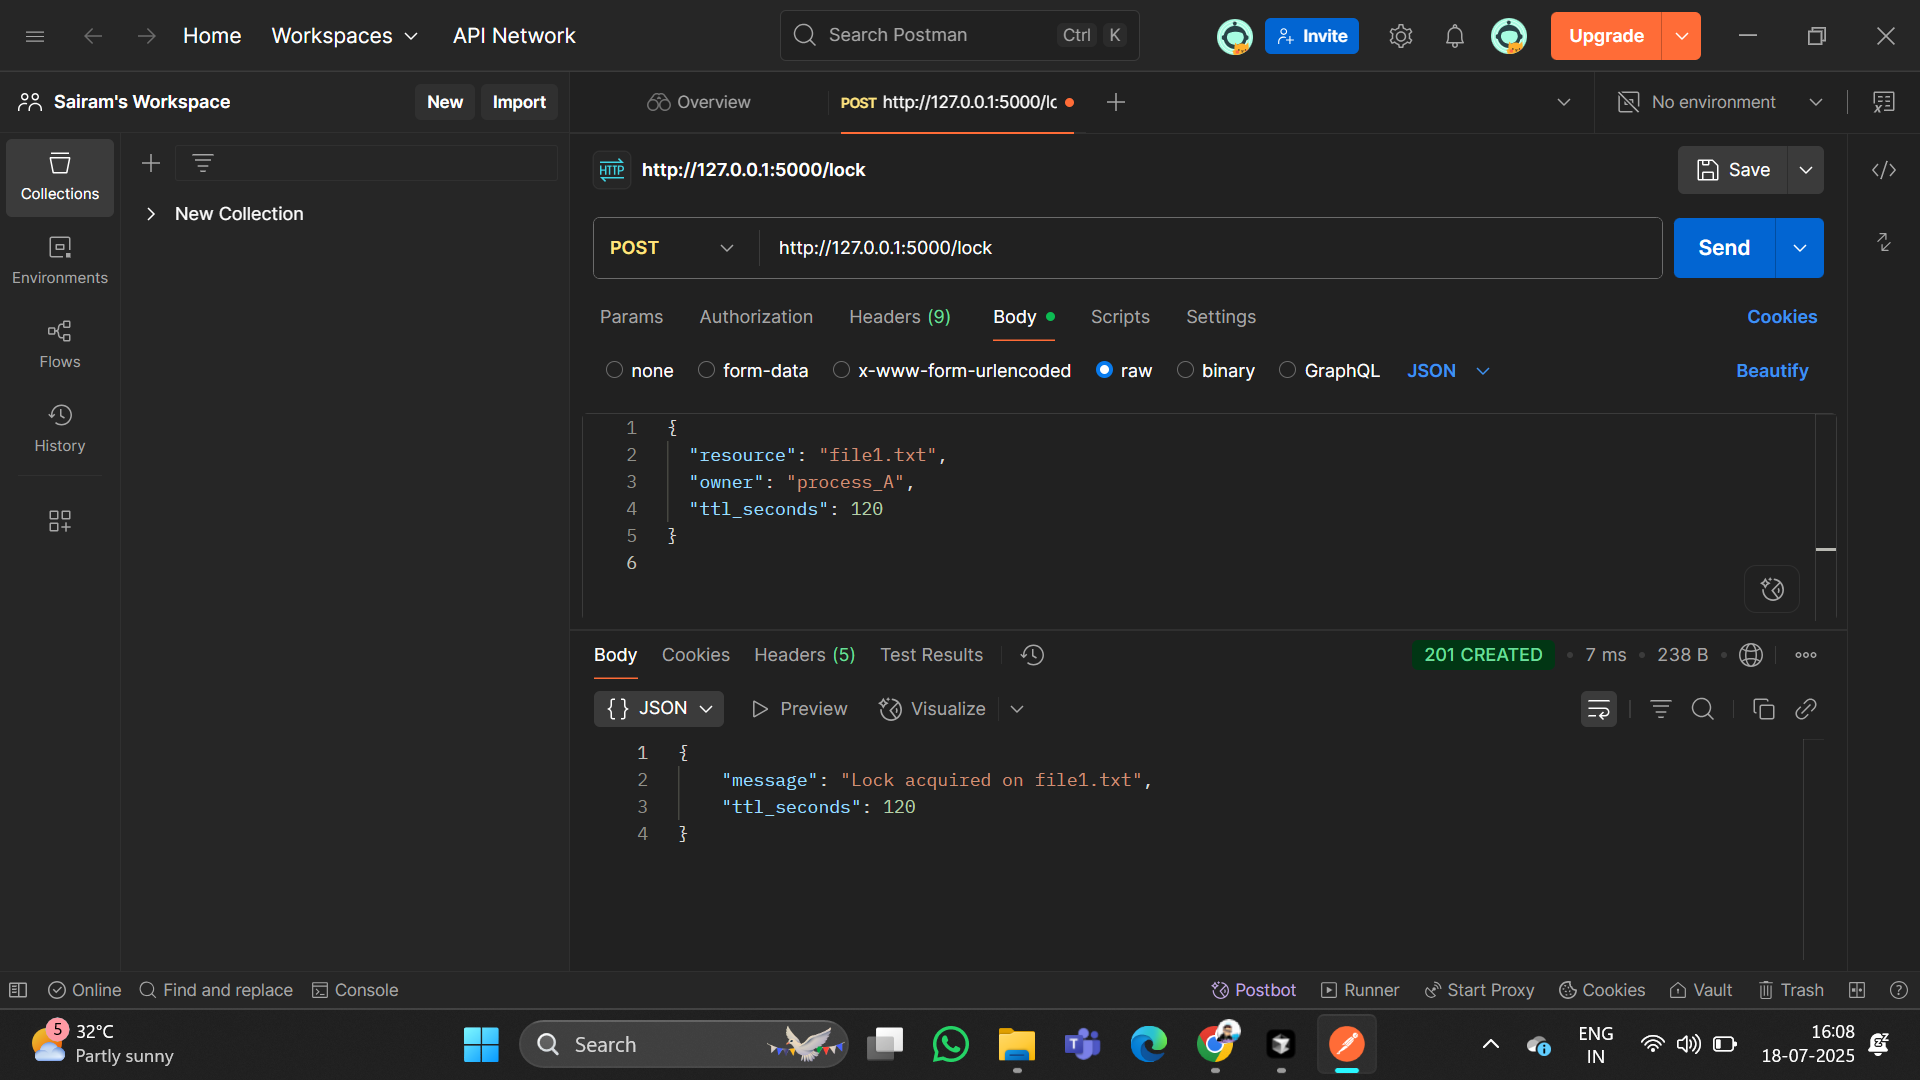 Home
Workspaces
API Network
Search Postman
Ctrl K
Invite
Upgrade
Sairam's Workspace
New
Import
Overview
POST http://127.0.0.1:5000/lc
No environment
Collections
Environments
Flows
History
New Collection
HTTP
http://127.0.0.1:5000/lock
Save
POST
http://127.0.0.1:5000/lock
Send
Params
Authorization
Headers (9)
Body
Scripts
Settings
Cookies
none
form-data
x-www-form-urlencoded
raw
binary
GraphQL
JSON
Beautify
1 {
2 "resource": "file1.txt",
3 "owner": "process_A",
4 "ttl_seconds": 120
5 }
6
Body
Cookies
Headers (5)
Test Results
201 CREATED
7 ms
238 B
{} JSON
Preview
Visualize
1 {
2 "message": "Lock acquired on file1.txt",
3 "ttl_seconds": 120
4 }
Online
Find and replace
Console
Postbot
Runner
Start Proxy
Cookies
Vault
Trash
5
32°C
Partly sunny
Search
ENG
IN
16:08
18-07-2025